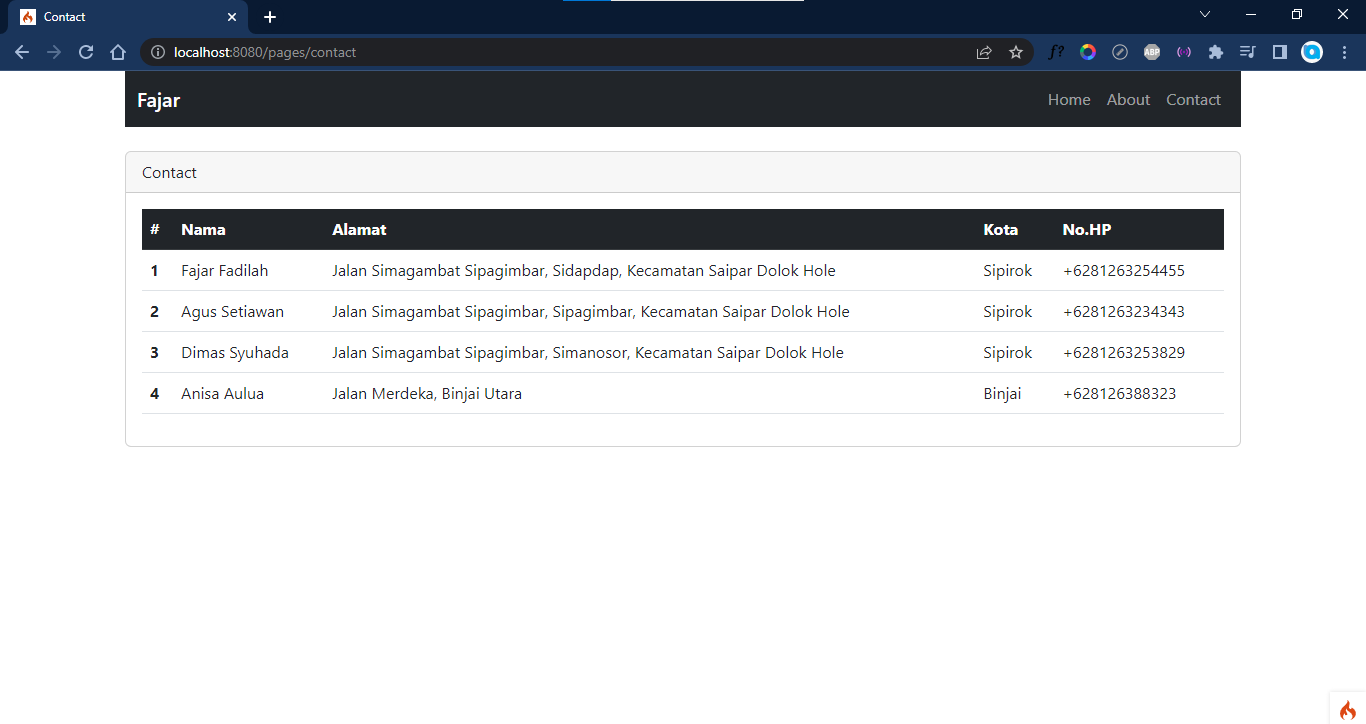 Contact
localhost:8080/pages/contact
f?
ABP
Fajar Home About Contact
Contact
# Nama Alamat Kota No.HP
1 Fajar Fadilah Jalan Simagambat Sipagimbar, Sidapdap, Kecamatan Saipar Dolok Hole Sipirok +6281263254455
2 Agus Setiawan Jalan Simagambat Sipagimbar, Sipagimbar, Kecamatan Saipar Dolok Hole Sipirok +6281263234343
3 Dimas Syuhada Jalan Simagambat Sipagimbar, Simanosor, Kecamatan Saipar Dolok Hole Sipirok +6281263253829
4 Anisa Aulua Jalan Merdeka, Binjai Utara Binjai +628126388323